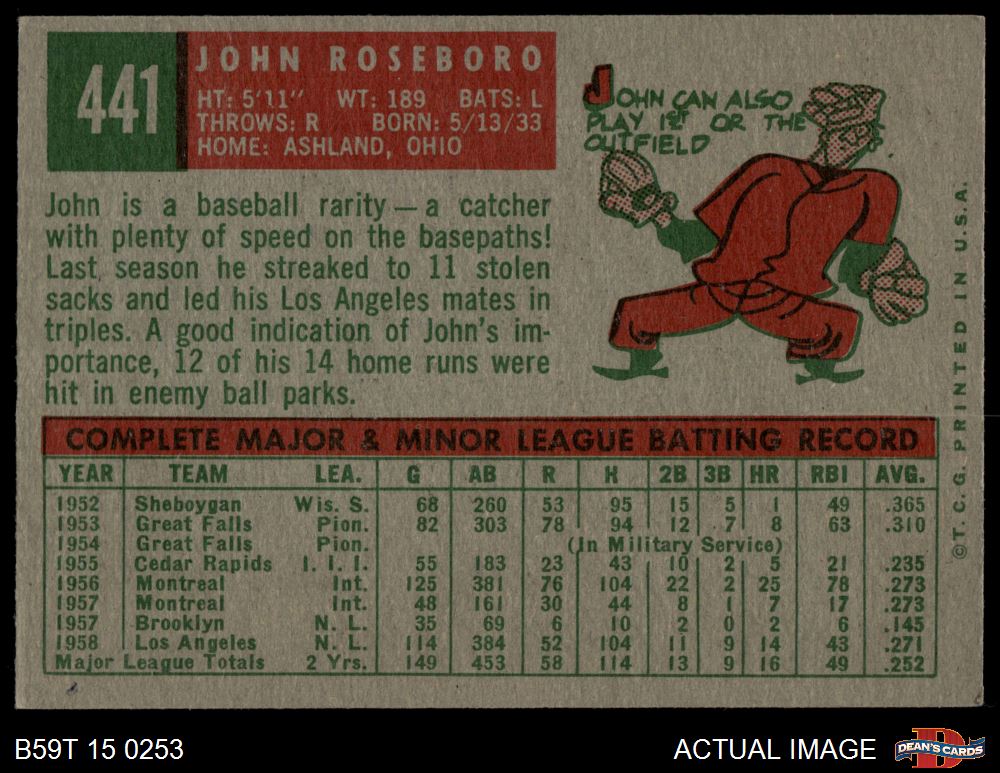 441
JOHN ROSEBORO
HT: 5'11" WT: 189 BATS: L
THROWS: R BORN: 5/13/33
HOME: ASHLAND, OHIO
JOHN CAN ALSO
PLAY 1ST OR THE
OUTFIELD
John is a baseball rarity — a catcher
with plenty of speed on the basepaths!
Last season he streaked to 11 stolen
sacks and led his Los Angeles mates in
triples. A good indication of John's im-
portance, 12 of his 14 home runs were
hit in enemy ball parks.
©T. C. G. PRINTED IN U.S.A.
COMPLETE MAJOR & MINOR LEAGUE BATTING RECORD
YEAR TEAM LEA. G AB R H 2B 3B HR RBI AVG.
1952 Sheboygan Wis. S. 68 260 53 95 15 5 1 49 .365
1953 Great Falls Pion. 82 303 78 94 12 7 8 63 .310
1954 Great Falls Pion. (In Military Service)
1955 Cedar Rapids I. I. I. 55 183 23 43 10 2 5 21 .235
1956 Montreal Int. 125 381 76 104 22 2 25 78 .273
1957 Montreal Int. 48 161 30 44 8 1 7 17 .273
1957 Brooklyn N. L. 35 69 6 10 2 0 2 6 .145
1958 Los Angeles N. L. 114 384 52 104 11 9 14 43 .271
Major League Totals 2 Yrs. 149 453 58 114 13 9 16 49 .252
B59T 15 0253
ACTUAL IMAGE
D
DEAN'S CARDS